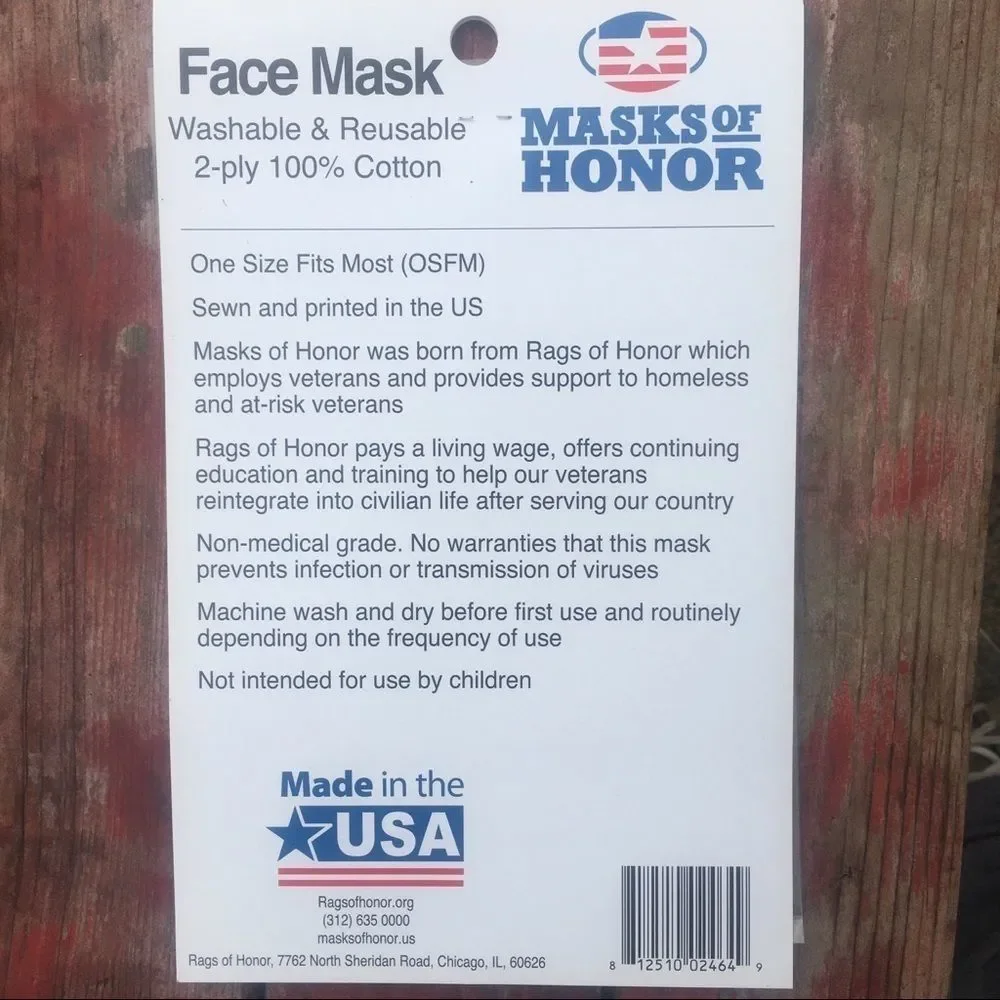 Face Mask
Washable & Reusable
2-ply 100% Cotton
MASKS OF
HONOR
One Size Fits Most (OSFM)
Sewn and printed in the US
Masks of Honor was born from Rags of Honor which
employs veterans and provides support to homeless
and at-risk veterans
Rags of Honor pays a living wage, offers continuing
education and training to help our veterans
reintegrate into civilian life after serving our country
Non-medical grade. No warranties that this mask
prevents infection or transmission of viruses
Machine wash and dry before first use and routinely
depending on the frequency of use
Not intended for use by children
Made in the
USA
Ragsofhonor.org
(312) 635 0000
masksofhonor.us
Rags of Honor, 7762 North Sheridan Road, Chicago, IL, 60626
8 12510 02464 9